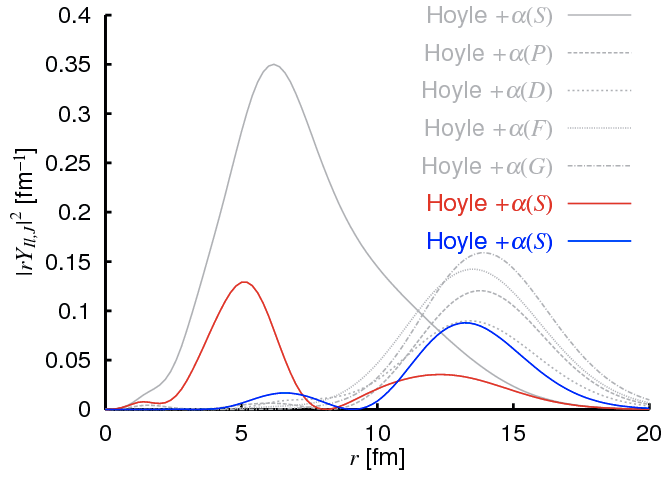 0.4
0.35
0.3
0.25
0.2
0.15
0.1
0.05
0
|rY_{Il,J}|² [fm⁻¹]
Hoyle +α(S)
Hoyle +α(P)
Hoyle +α(D)
Hoyle +α(F)
Hoyle +α(G)
Hoyle +α(S)
Hoyle +α(S)
0 5 10 15 20
r [fm]